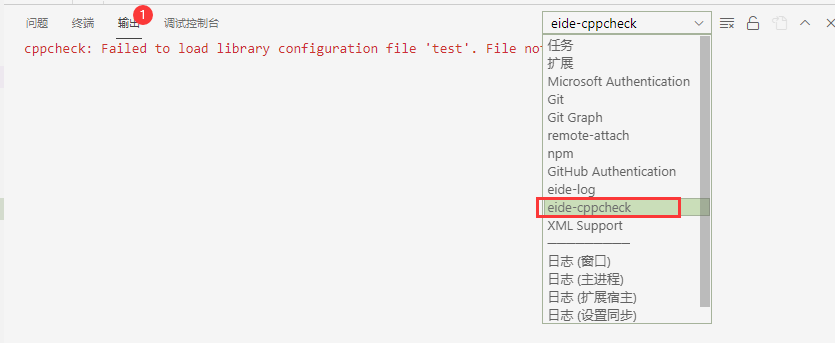 问题 终端 输出 1 调试控制台 eide-cppcheck
cppcheck: Failed to load library configuration file 'test'. File no
任务
扩展
Microsoft Authentication
Git
Git Graph
remote-attach
npm
GitHub Authentication
eide-log
eide-cppcheck
XML Support
日志 (窗口)
日志 (主进程)
日志 (扩展宿主)
日志 (设置同步)